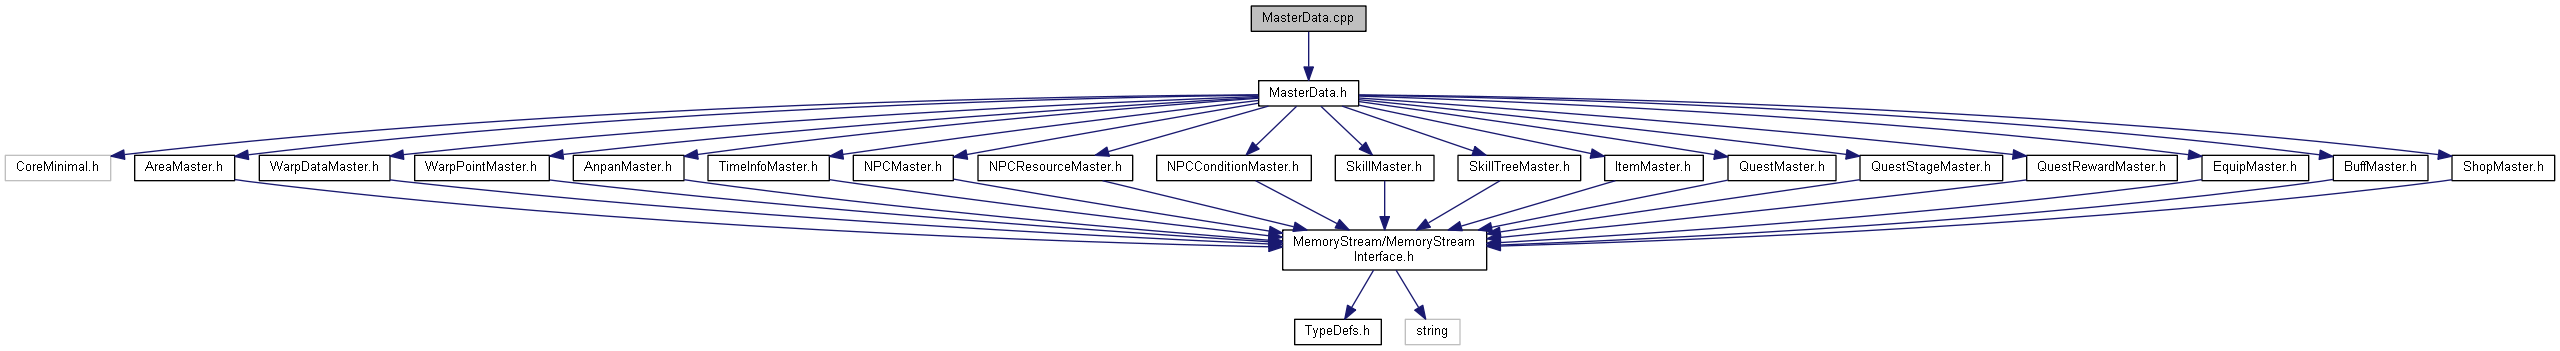 MasterData.cpp
MasterData.h
CoreMinimal.h
AreaMaster.h
WarpDataMaster.h
WarpPointMaster.h
AnpanMaster.h
TimeInfoMaster.h
NPCMaster.h
NPCResourceMaster.h
NPCConditionMaster.h
SkillMaster.h
SkillTreeMaster.h
ItemMaster.h
QuestMaster.h
QuestStageMaster.h
QuestRewardMaster.h
EquipMaster.h
BuffMaster.h
ShopMaster.h
MemoryStream/MemoryStream
Interface.h
TypeDefs.h
string